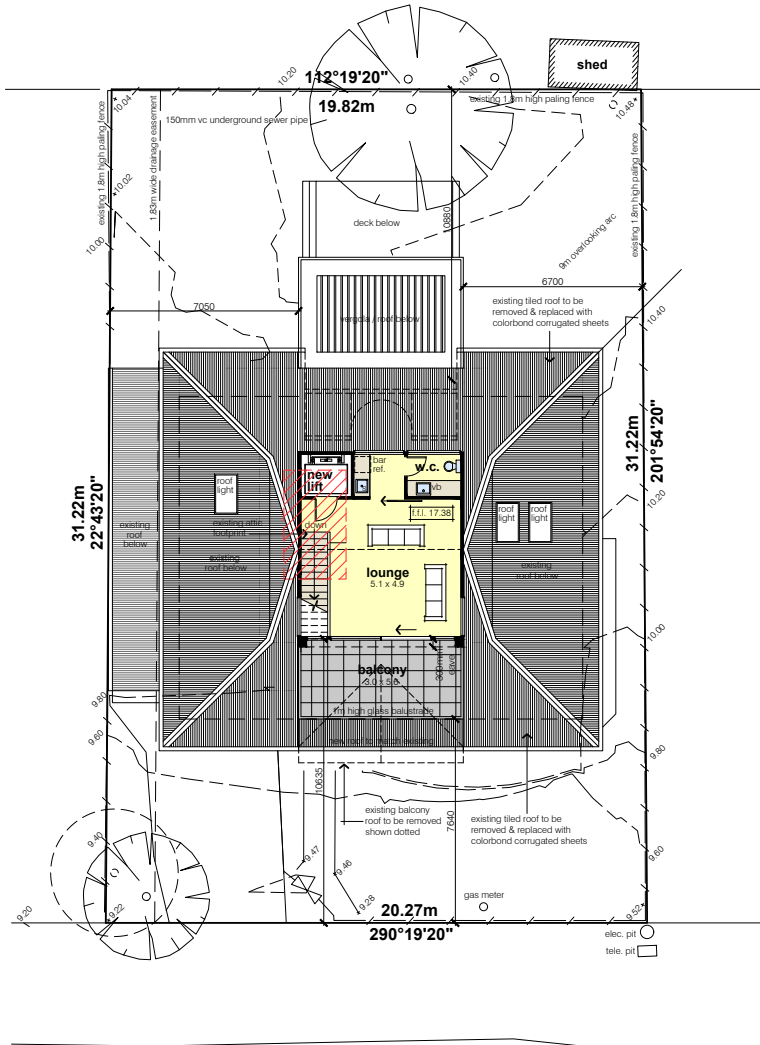 shed
10.20
112°19'20"
10.40
19.82m
existing 1.8m high paling fence
10.04
10.48
150mm vc underground sewer pipe
existing 1.8m high paling fence
1.83m wide drainage easement
existing 1.8m high paling fence
10.02
deck below
10880
9m overlooking arc
10.00
6700
7050
existing tiled roof to be
removed & replaced with
colorbond corrugated sheets
vergola / roof below
10.40
31.22m
201°54'20"
bar
ref.
w.c.
vb
new
lift
roof
light
roof
light
roof
light
10.20
f.f.l. 17.38
31.22m
22°43'20"
existing
roof
below
existing attic
footprint
down
existing
roof below
existing
roof below
lounge
5.1 x 4.9
10.00
balcony
3.0 x 5.6
300mm
eave
1m high glass balustrade
9.80
9.60
new roof to match existing
9.80
10635
7640
existing balcony
roof to be removed
shown dotted
existing tiled roof to be
removed & replaced with
colorbond corrugated sheets
9.40
9.60
9.47
9.46
9.28
gas meter
9.20
9.22
9.52
20.27m
290°19'20"
elec. pit
tele. pit